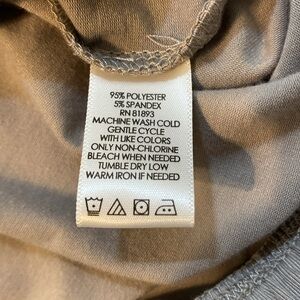 95% POLYESTER
5% SPANDEX
RN 81893
MACHINE WASH COLD
GENTLE CYCLE
WITH LIKE COLORS
ONLY NON-CHLORINE
BLEACH WHEN NEEDED
TUMBLE DRY LOW
WARM IRON IF NEEDED